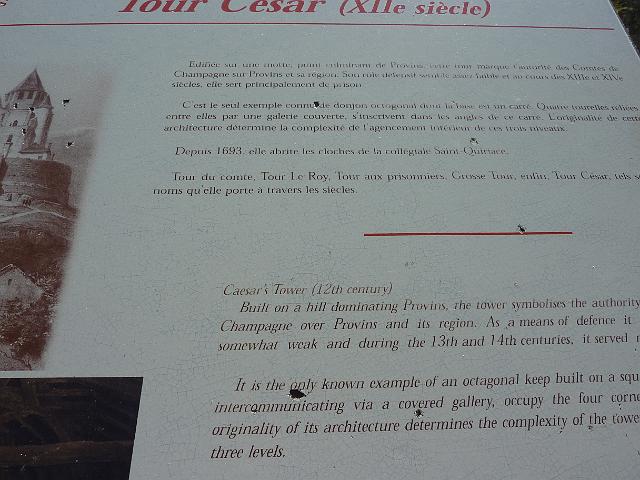 Tour César (XIIe siècle)
Edifiée sur une motte, point culminant de Provins, cette tour marque l'autorité des Comtes de
Champagne sur Provins et sa région. Son rôle défensif semble assez faible et au cours des XIIIe et XIVe
siècles, elle sert principalement de prison.
C'est le seul exemple connu de donjon octogonal dont la base est un carré. Quatre tourelles reliées
entre elles par une galerie couverte, s'inscrivent dans les angles de ce carré. L'originalité de cette
architecture détermine la complexité de l'agencement intérieur de ces trois niveaux.
Depuis 1693, elle abrite les cloches de la collégiale Saint-Quiriace.
Tour du comte, Tour Le Roy, Tour aux prisonniers, Grosse Tour, enfin, Tour César, tels
noms qu'elle porte à travers les siècles.
Caesar's Tower (12th century)
Built on a hill dominating Provins, the tower symbolises the authority
Champagne over Provins and its region. As a means of defence it
somewhat weak and during the 13th and 14th centuries, it served
It is the only known example of an octagonal keep built on a squ
intercommunicating via a covered gallery, occupy the four corne
originality of its architecture determines the complexity of the towe
three levels.